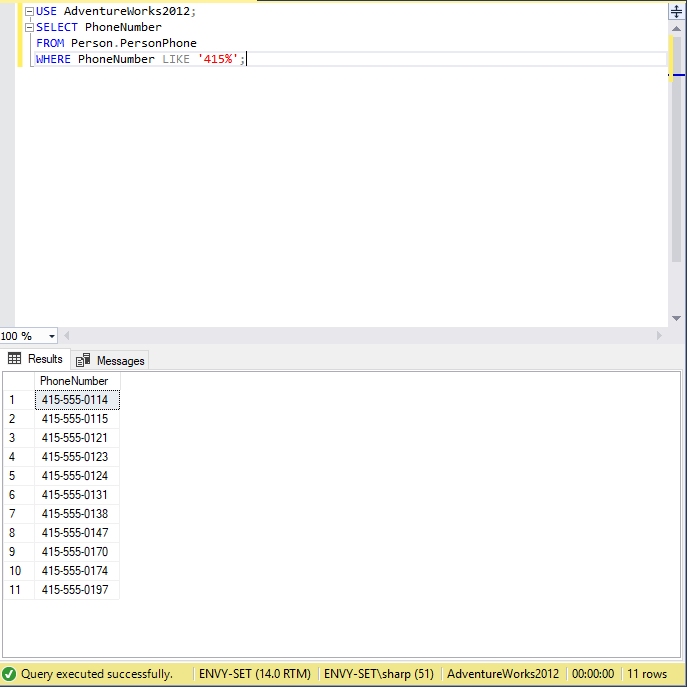 USE AdventureWorks2012;
SELECT PhoneNumber
FROM Person.PersonPhone
WHERE PhoneNumber LIKE '415%';
100 %
Results Messages
PhoneNumber
1 415-555-0114
2 415-555-0115
3 415-555-0121
4 415-555-0123
5 415-555-0124
6 415-555-0131
7 415-555-0138
8 415-555-0147
9 415-555-0170
10 415-555-0174
11 415-555-0197
Query executed successfully. ENVY-SET (14.0 RTM) ENVY-SET\sharp (51) AdventureWorks2012 00:00:00 11 rows